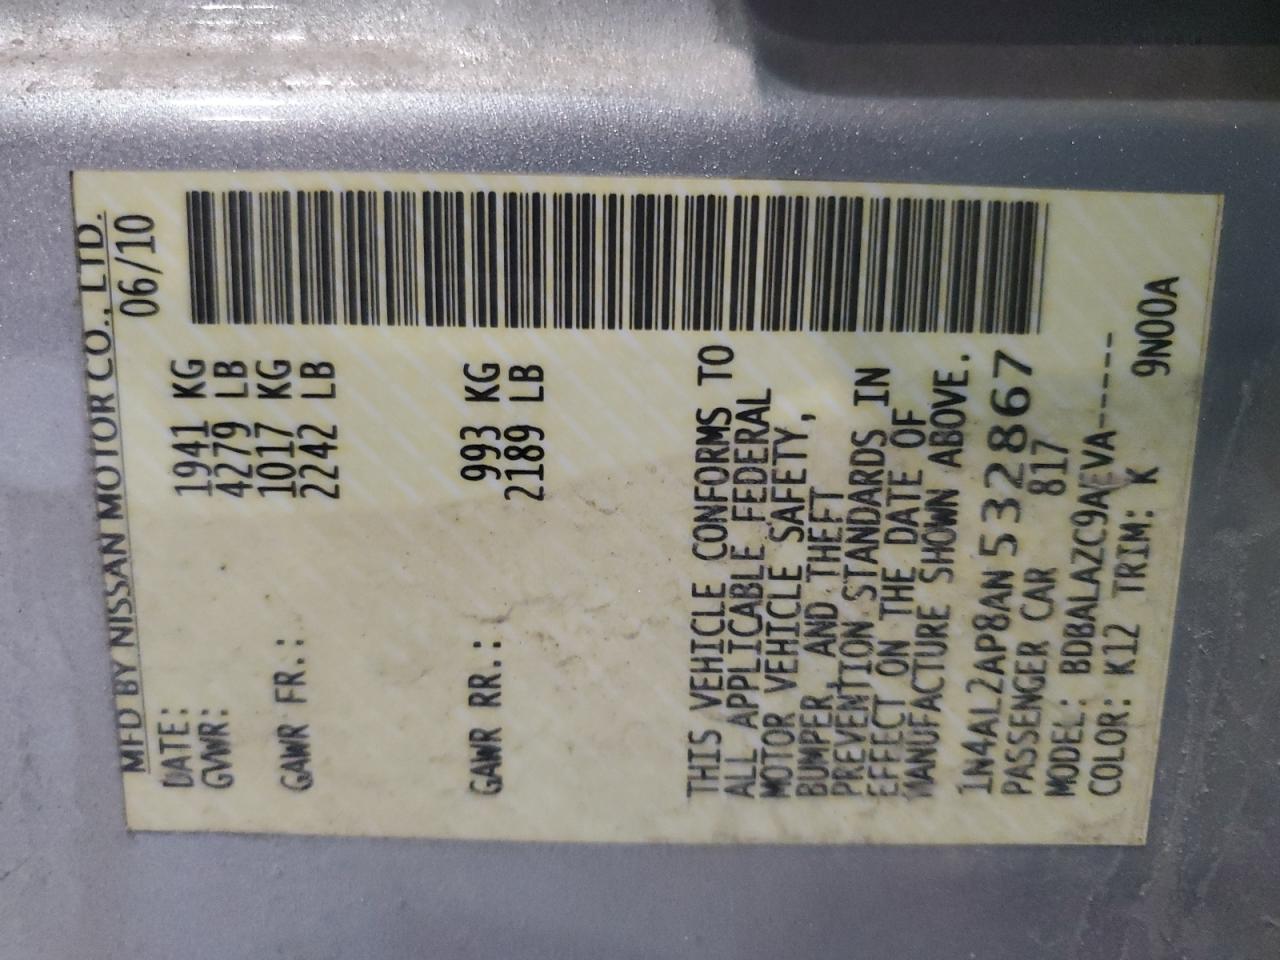 MFD BY NISSAN MOTOR CO., LTD.
DATE: 06/10
GVWR: 1941 KG
4279 LB
GAWR FR.: 1017 KG
2242 LB
GAWR RR.: 993 KG
2189 LB
THIS VEHICLE CONFORMS TO
ALL APPLICABLE FEDERAL
MOTOR VEHICLE SAFETY,
BUMPER AND THEFT
PREVENTION STANDARDS IN
EFFECT ON THE DATE OF
MANUFACTURE SHOWN ABOVE.
1N4AL2AP8AN532867
PASSENGER CAR 817
MODEL: BDBALAZC9AEVA-----
COLOR: K12 TRIM: K
9N00A